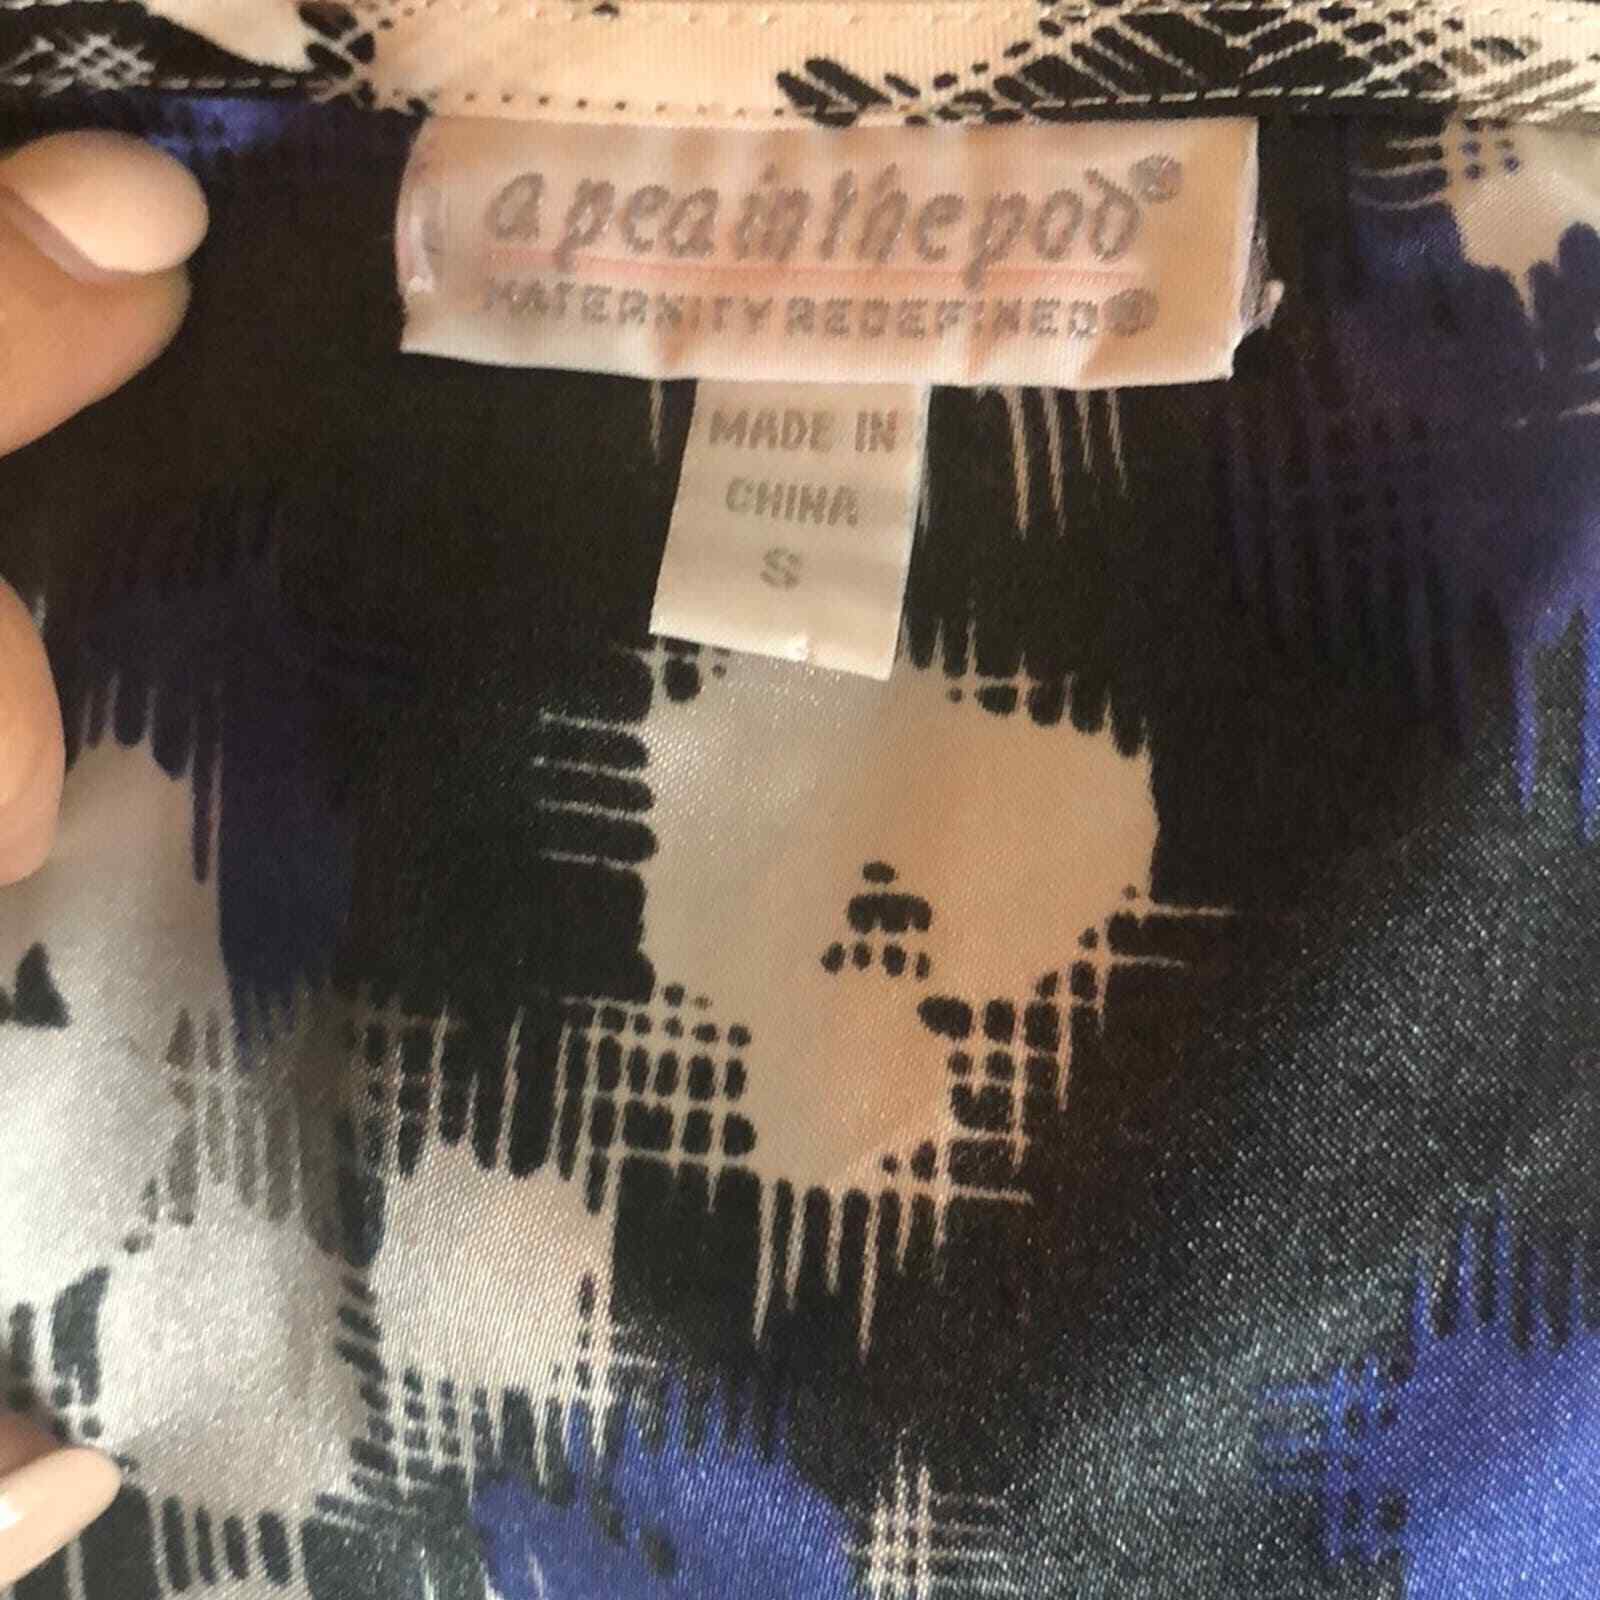 a pea in the pod®
MATERNITY REDEFINED®
MADE IN
CHINA
S